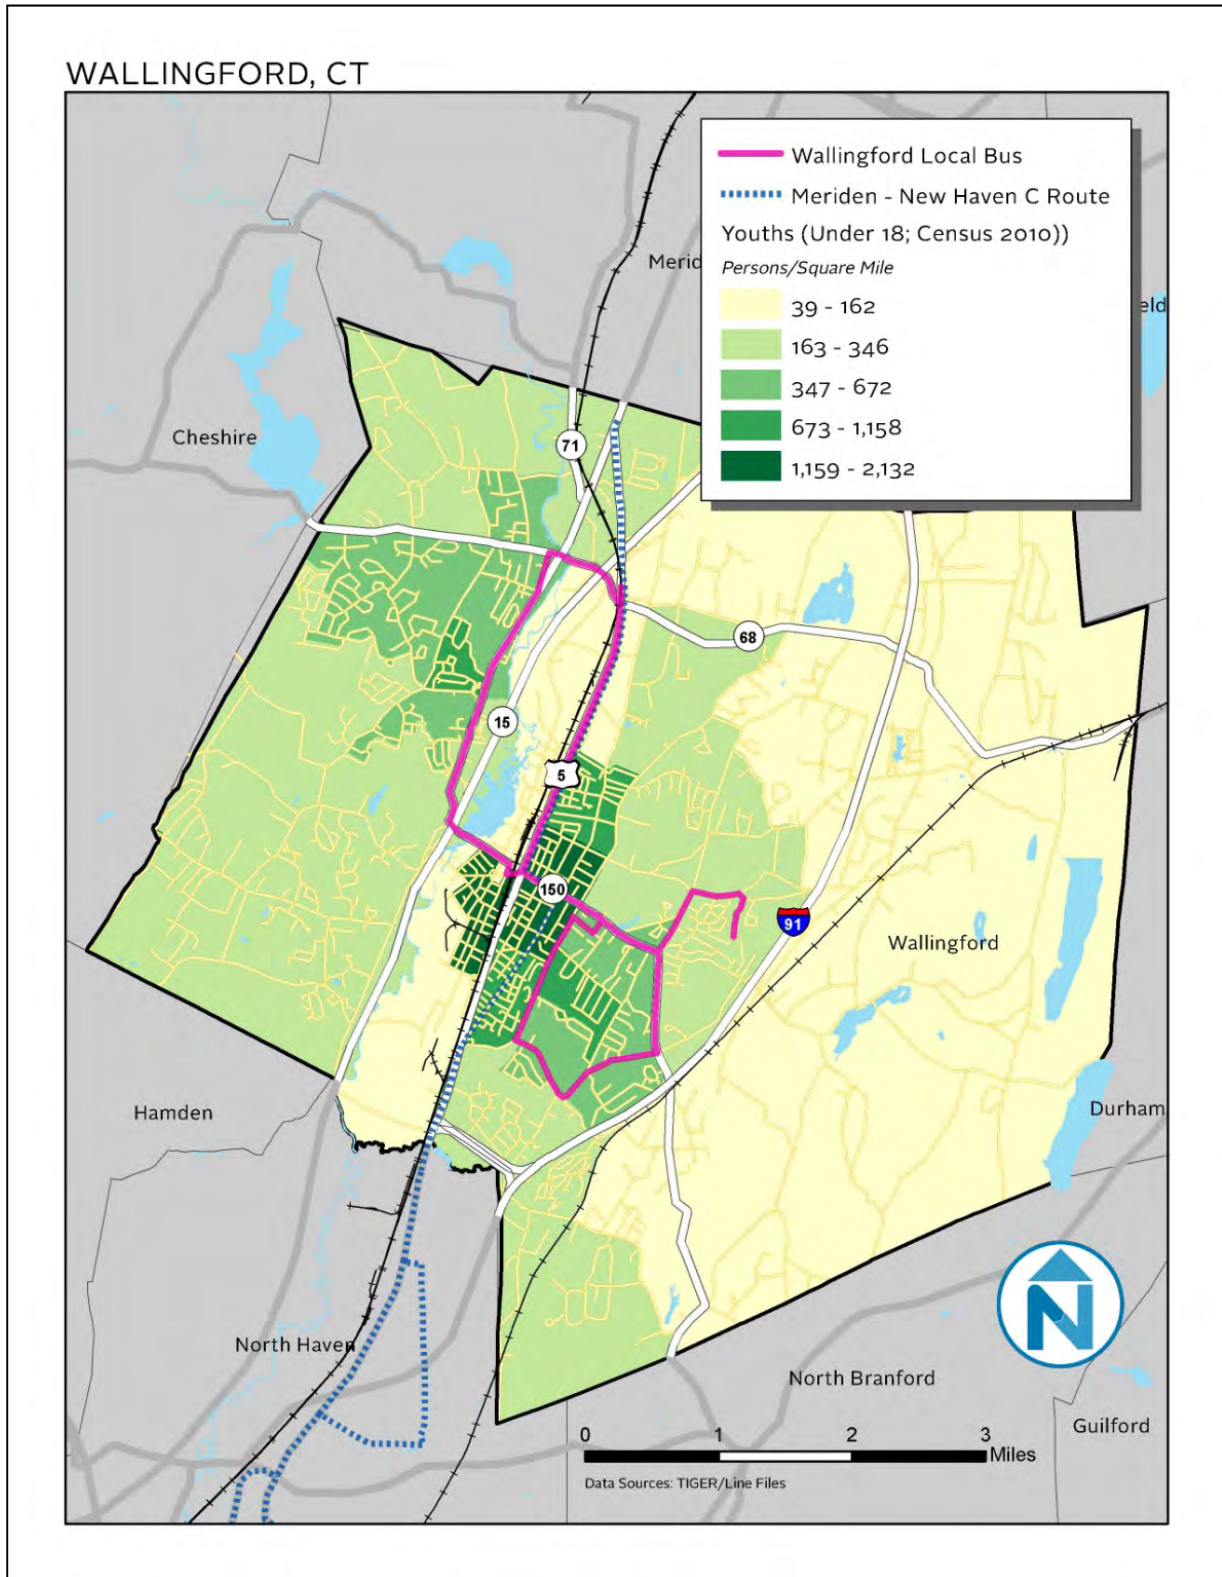 WALLINGFORD, CT
Wallingford Local Bus
Meriden - New Haven C Route
Youths (Under 18; Census 2010))
Persons/Square Mile
39 - 162
163 - 346
347 - 672
673 - 1,158
1,159 - 2,132
Merid
eld
Cheshire
71
68
15
5
150
91
Wallingford
Hamden
Durham
North Haven
N
North Branford
Guilford
0 1 2 3
Miles
Data Sources: TIGER/Line Files